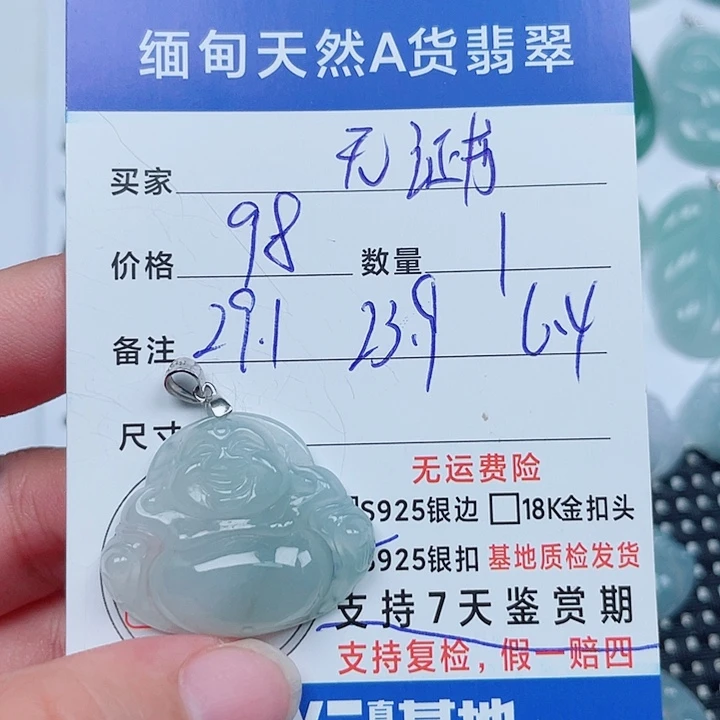 缅甸天然A货翡翠
买家 无证书
价格 98 数量 1
备注 29.1 23.9 6.4
尺寸
无运费险
S925银边 □18K金扣头
S925银扣 基地质检发货
支持7天鉴赏期
支持复检，假一赔四
基地